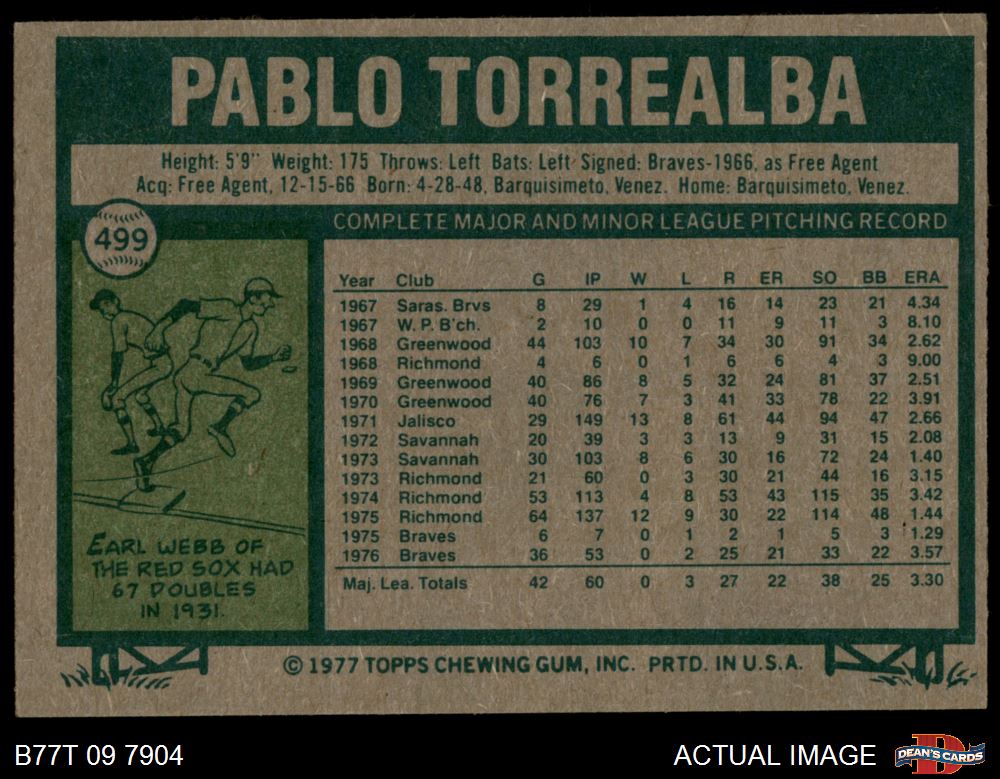 PABLO TORREALBA
Height: 5'9" Weight: 175 Throws: Left Bats: Left Signed: Braves-1966, as Free Agent
Acq: Free Agent, 12-15-66 Born: 4-28-48, Barquisimeto, Venez. Home: Barquisimeto, Venez.
499
COMPLETE MAJOR AND MINOR LEAGUE PITCHING RECORD
Year Club G IP W L R ER SO BB ERA
1967 Saras. Brvs 8 29 1 4 16 14 23 21 4.34
1967 W. P. B'ch. 2 10 0 0 11 9 11 3 8.10
1968 Greenwood 44 103 10 7 34 30 91 34 2.62
1968 Richmond 4 6 0 1 6 6 4 3 9.00
1969 Greenwood 40 86 8 5 32 24 81 37 2.51
1970 Greenwood 40 76 7 3 41 33 78 22 3.91
1971 Jalisco 29 149 13 8 61 44 94 47 2.66
1972 Savannah 20 39 3 3 13 9 31 15 2.08
1973 Savannah 30 103 8 6 30 16 72 24 1.40
1973 Richmond 21 60 0 3 30 21 44 16 3.15
1974 Richmond 53 113 4 8 53 43 115 35 3.42
1975 Richmond 64 137 12 9 30 22 114 48 1.44
1975 Braves 6 7 0 1 2 1 5 3 1.29
1976 Braves 36 53 0 2 25 21 33 22 3.57
Maj. Lea. Totals 42 60 0 3 27 22 38 25 3.30
EARL WEBB OF
THE RED SOX HAD
67 DOUBLES
IN 1931.
© 1977 TOPPS CHEWING GUM, INC. PRTD. IN U.S.A.
B77T 09 7904
ACTUAL IMAGE
DEAN'S CARDS